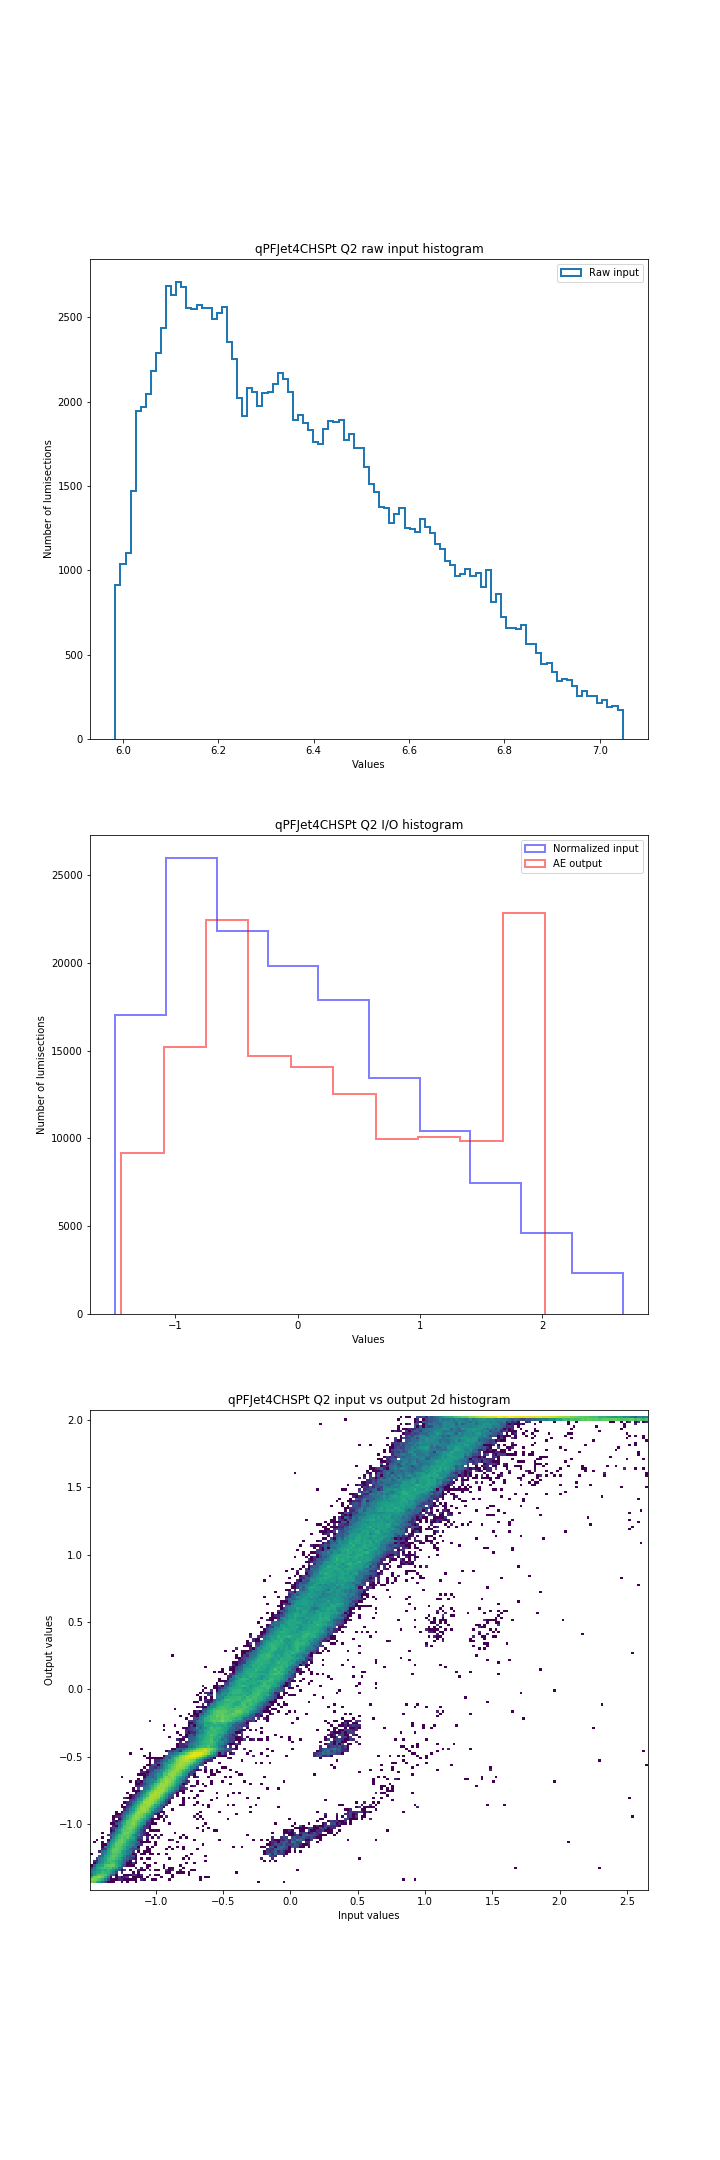 qPFJet4CHSPt Q2 raw input histogram
Raw input
2500
2000
1500
1000
500
0
Number of lumisections
6.0 6.2 6.4 6.6 6.8 7.0
Values
qPFJet4CHSPt Q2 I/O histogram
Normalized input
AE output
25000
20000
15000
10000
5000
0
Number of lumisections
−1 0 1 2
Values
qPFJet4CHSPt Q2 input vs output 2d histogram
2.0
1.5
1.0
0.5
0.0
−0.5
−1.0
Output values
−1.0 −0.5 0.0 0.5 1.0 1.5 2.0 2.5
Input values